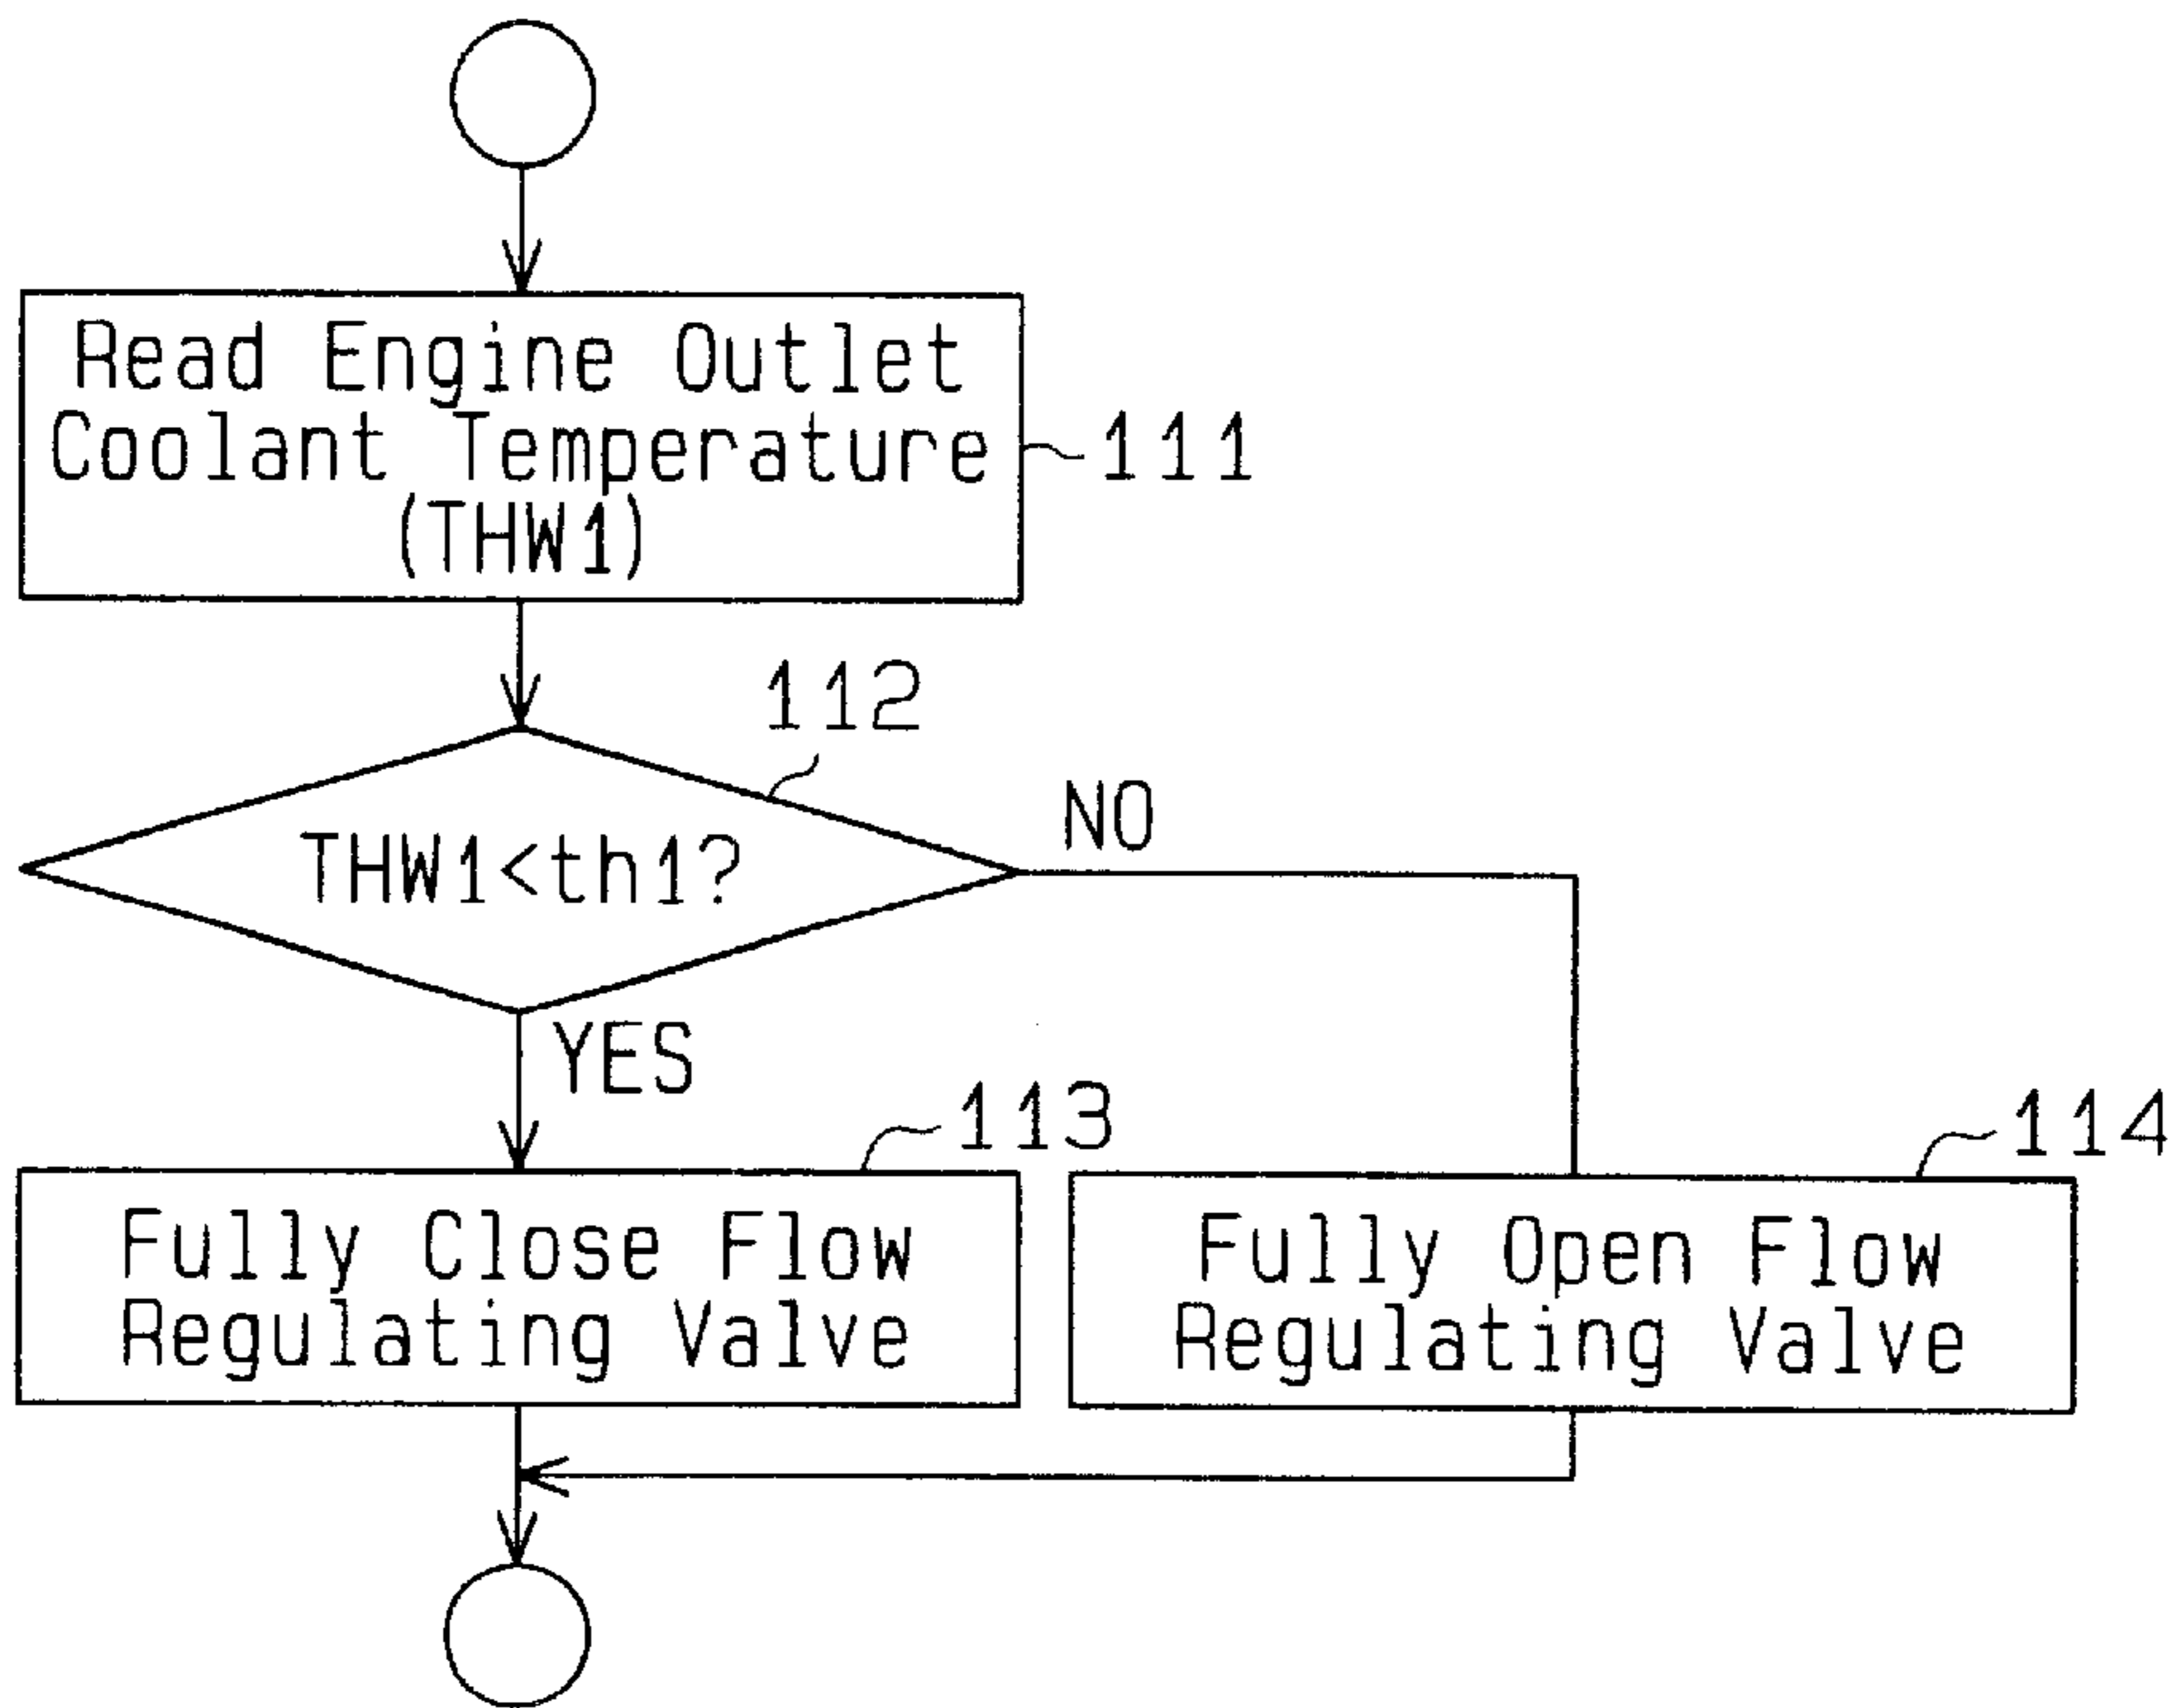 Read Engine Outlet
Coolant Temperature
(THW1)
111
112
THW1<th1?
NO
YES
113
114
Fully Close Flow
Regulating Valve
Fully Open Flow
Regulating Valve